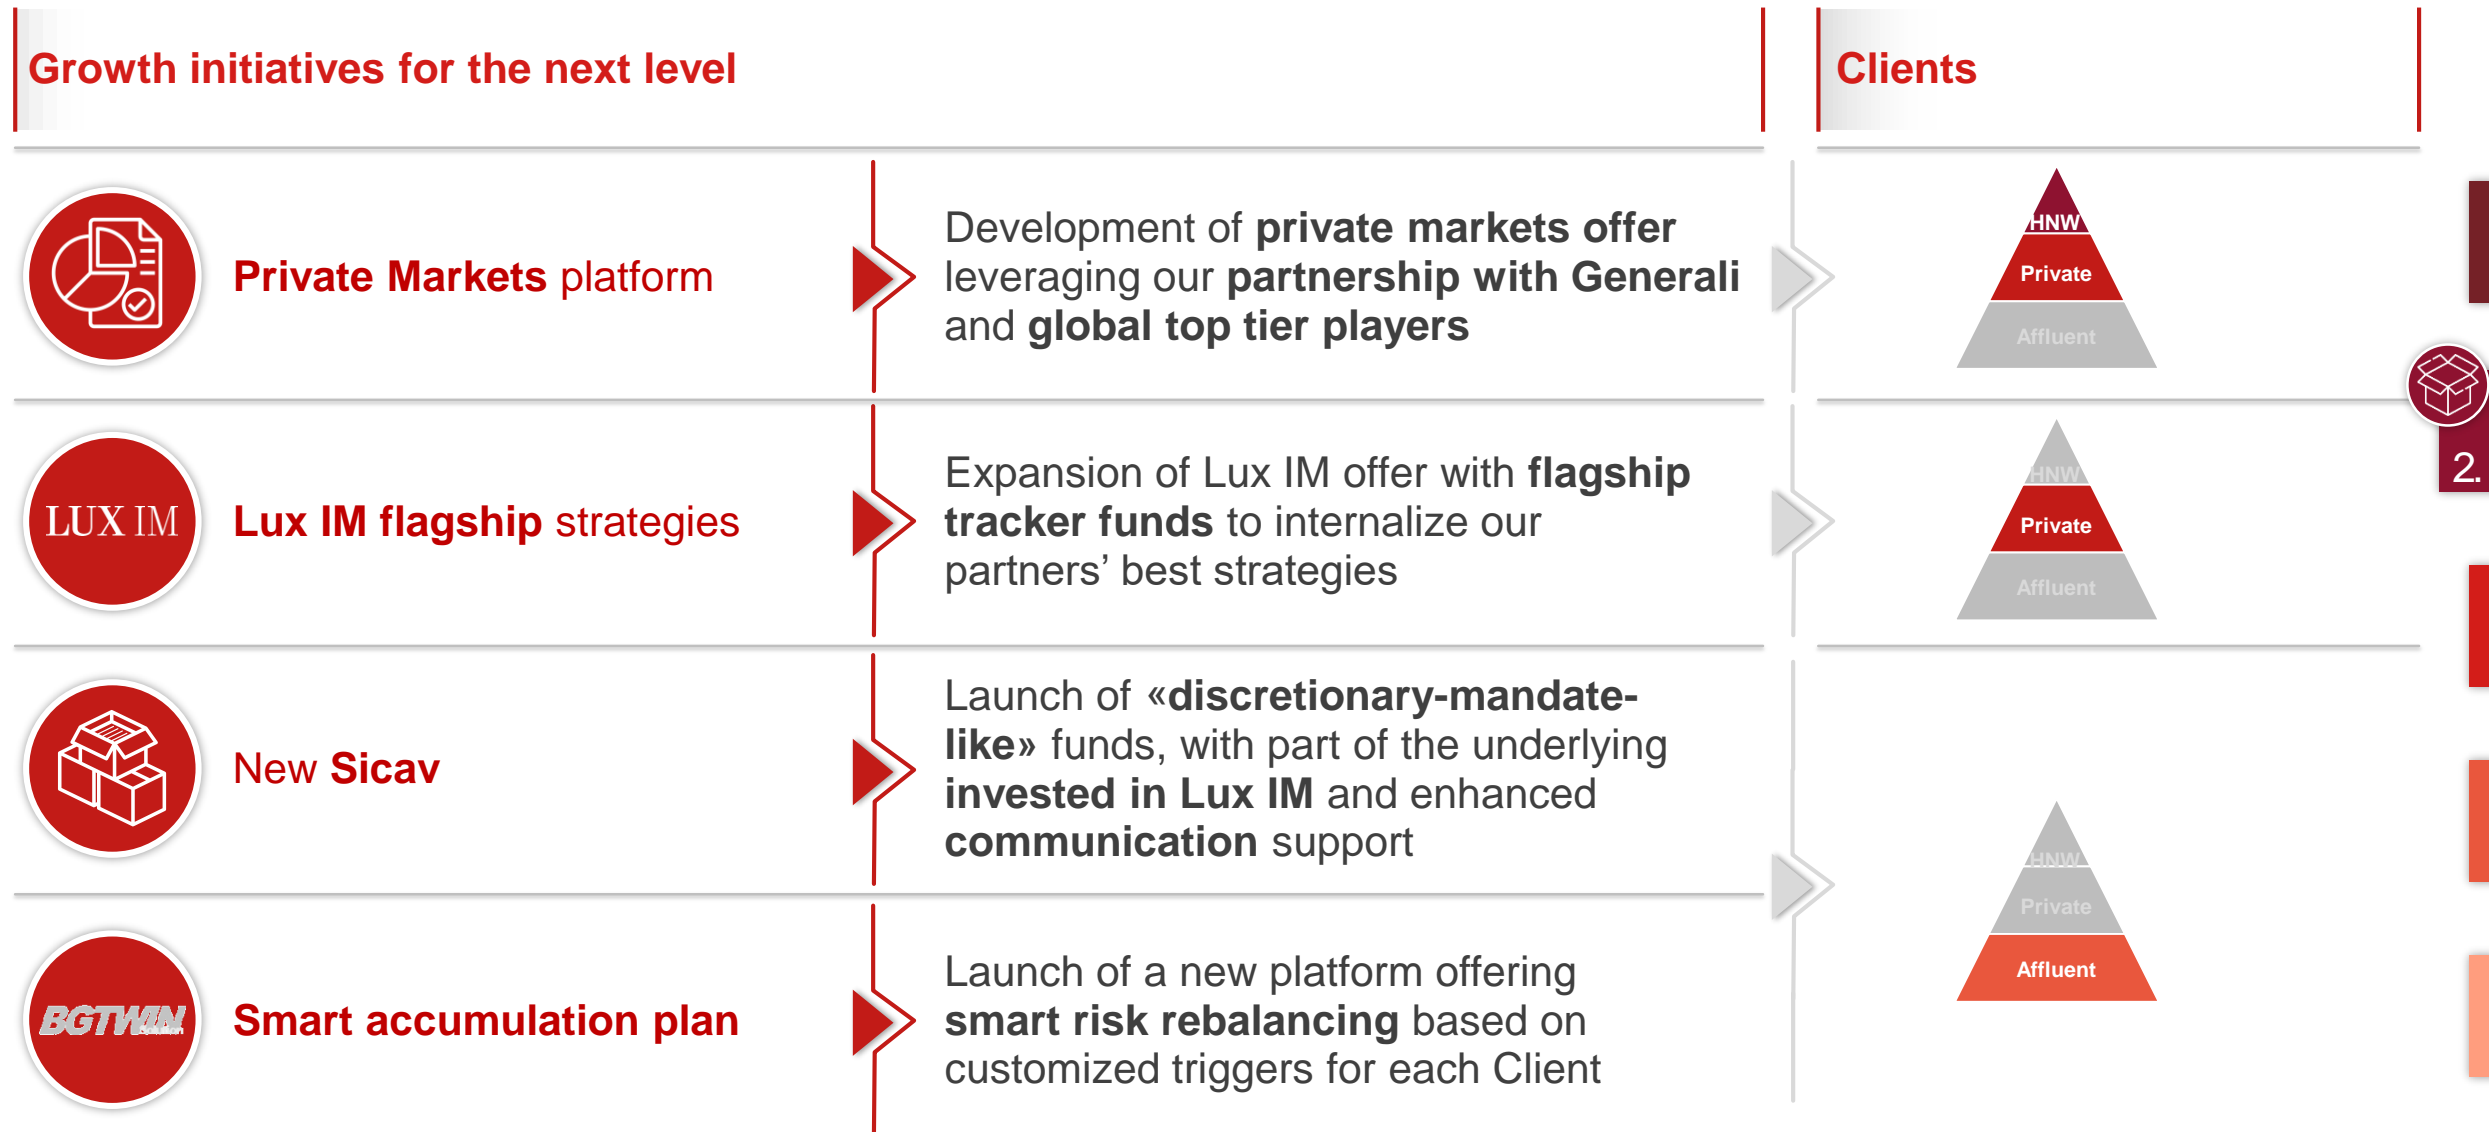 Growth initiatives for the next level
Clients
Private Markets platform
Development of private markets offer
leveraging our partnership with Generali
and global top tier players
HNW
Private
Affluent
LUX IM
Lux IM flagship strategies
Expansion of Lux IM offer with flagship
tracker funds to internalize our
partners’ best strategies
HNW
Private
Affluent
2.
New Sicav
Launch of «discretionary-mandate-
like» funds, with part of the underlying
invested in Lux IM and enhanced
communication support
HNW
Private
Affluent
BGTWIN
Solution
Smart accumulation plan
Launch of a new platform offering
smart risk rebalancing based on
customized triggers for each Client